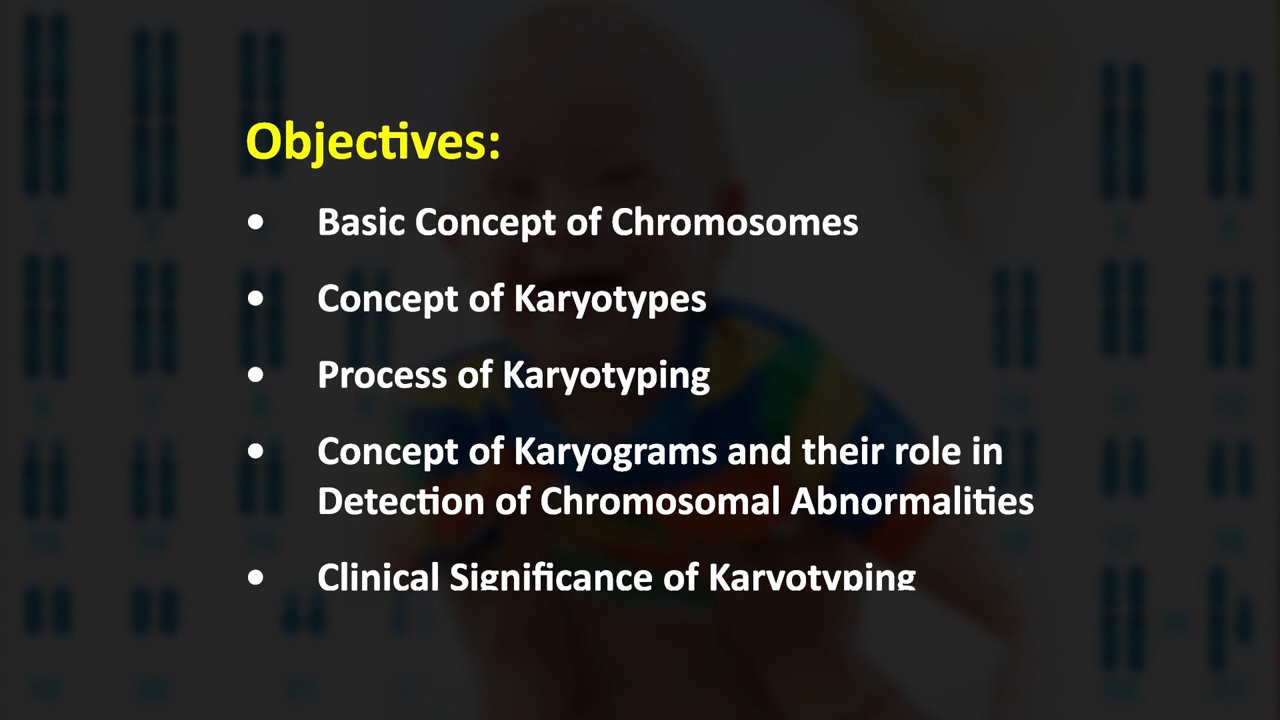 Objectives:
• Basic Concept of Chromosomes
• Concept of Karyotypes
• Process of Karyotyping
• Concept of Karyograms and their role in
Detection of Chromosomal Abnormalities
• Clinical Significance of Karyotyping